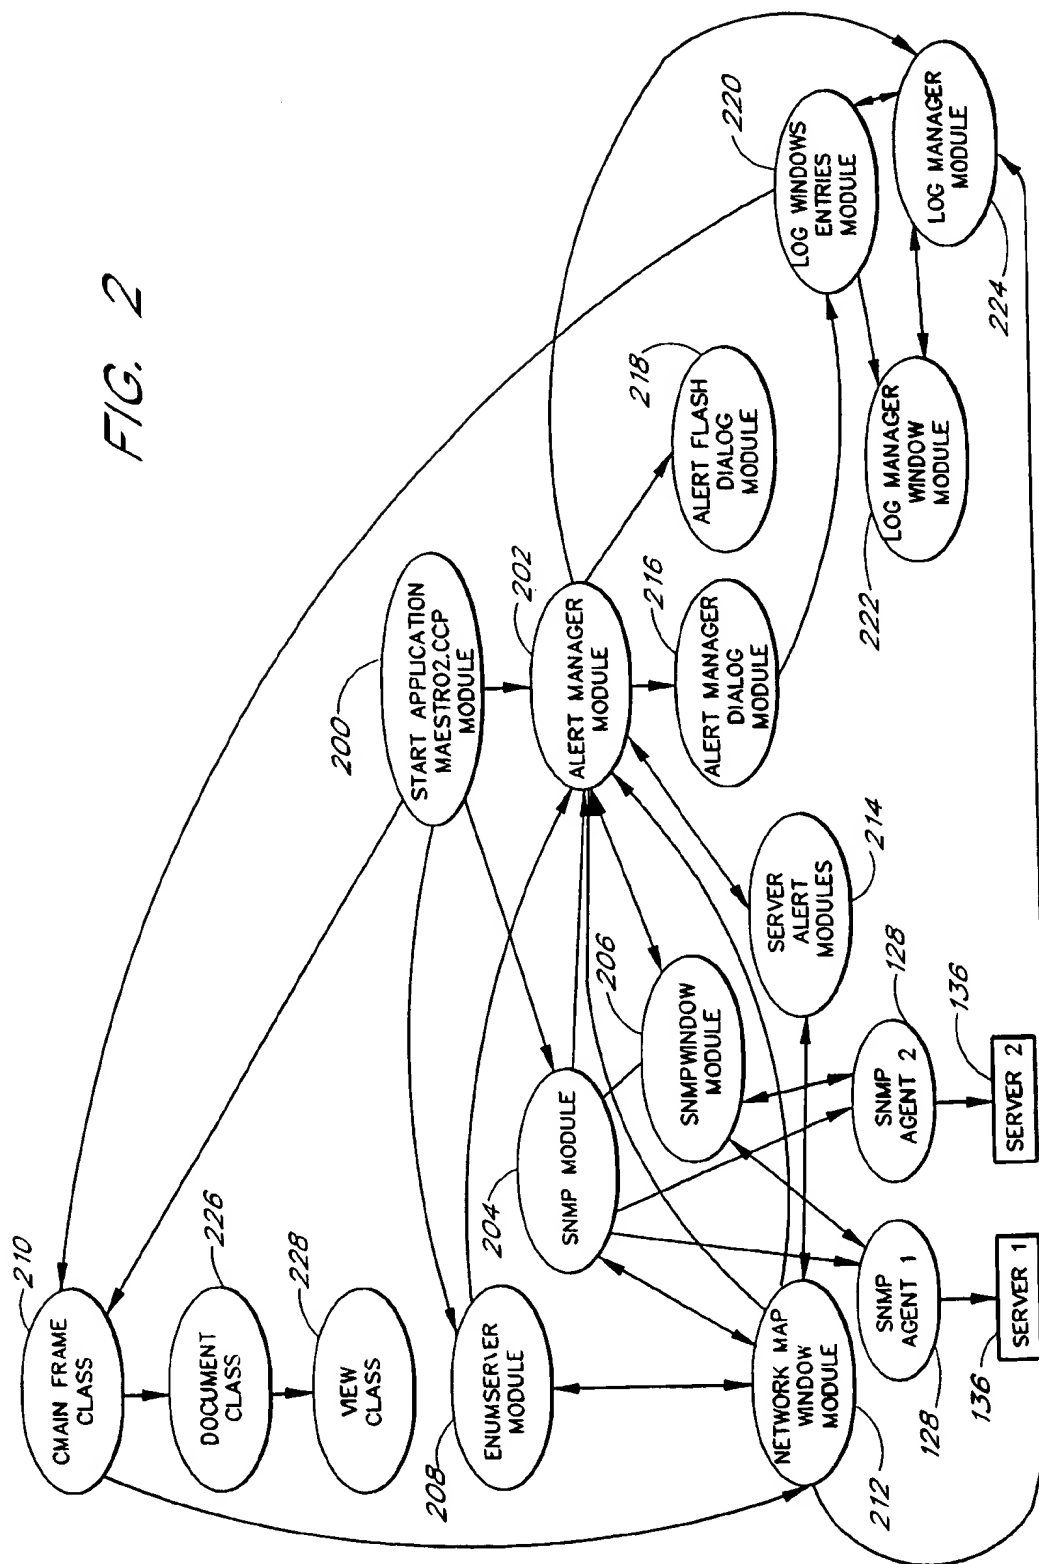 FIG. 2
210
CMAIN FRAME
CLASS
226
DOCUMENT
CLASS
228
VIEW
CLASS
208
ENUMSERVER
MODULE
212
NETWORK MAP
WINDOW
MODULE
200
START APPLICATION
MAESTRO2.CCP
MODULE
202
ALERT MANAGER
MODULE
204
SNMP MODULE
206
SNMPWINDOW
MODULE
216
ALERT MANAGER
DIALOG
MODULE
218
ALERT FLASH
DIALOG
MODULE
214
SERVER
ALERT
MODULES
128
SNMP
AGENT 1
136
SERVER 1
128
SNMP
AGENT 2
136
SERVER 2
220
LOG WINDOWS
ENTRIES
MODULE
222
LOG MANAGER
WINDOW
MODULE
224
LOG MANAGER
MODULE